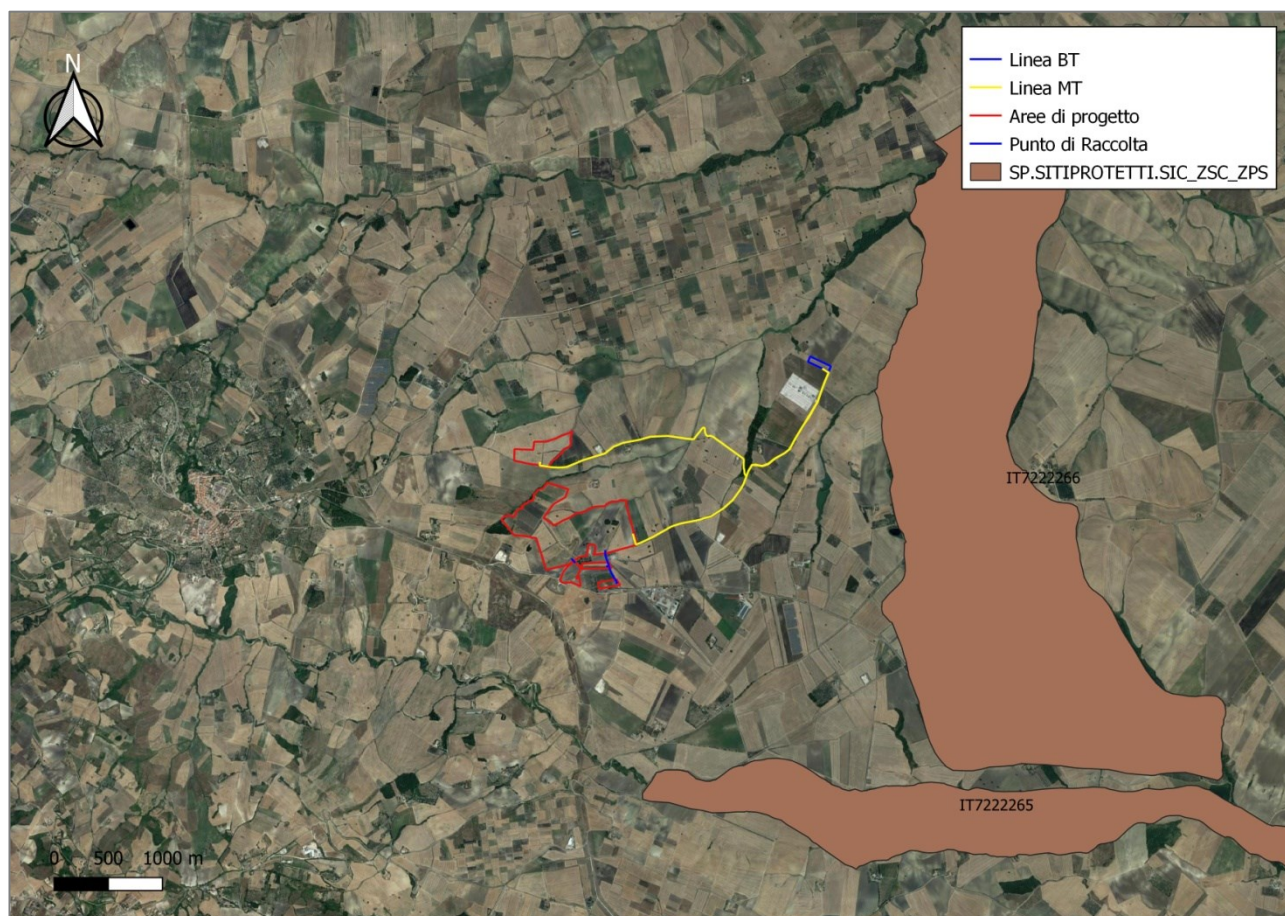 N
Linea BT
Linea MT
Aree di progetto
Punto di Raccolta
SP.SITIPROTETTI.SIC_ZSC_ZPS
IT7222266
IT7222265
0 500 1000 m